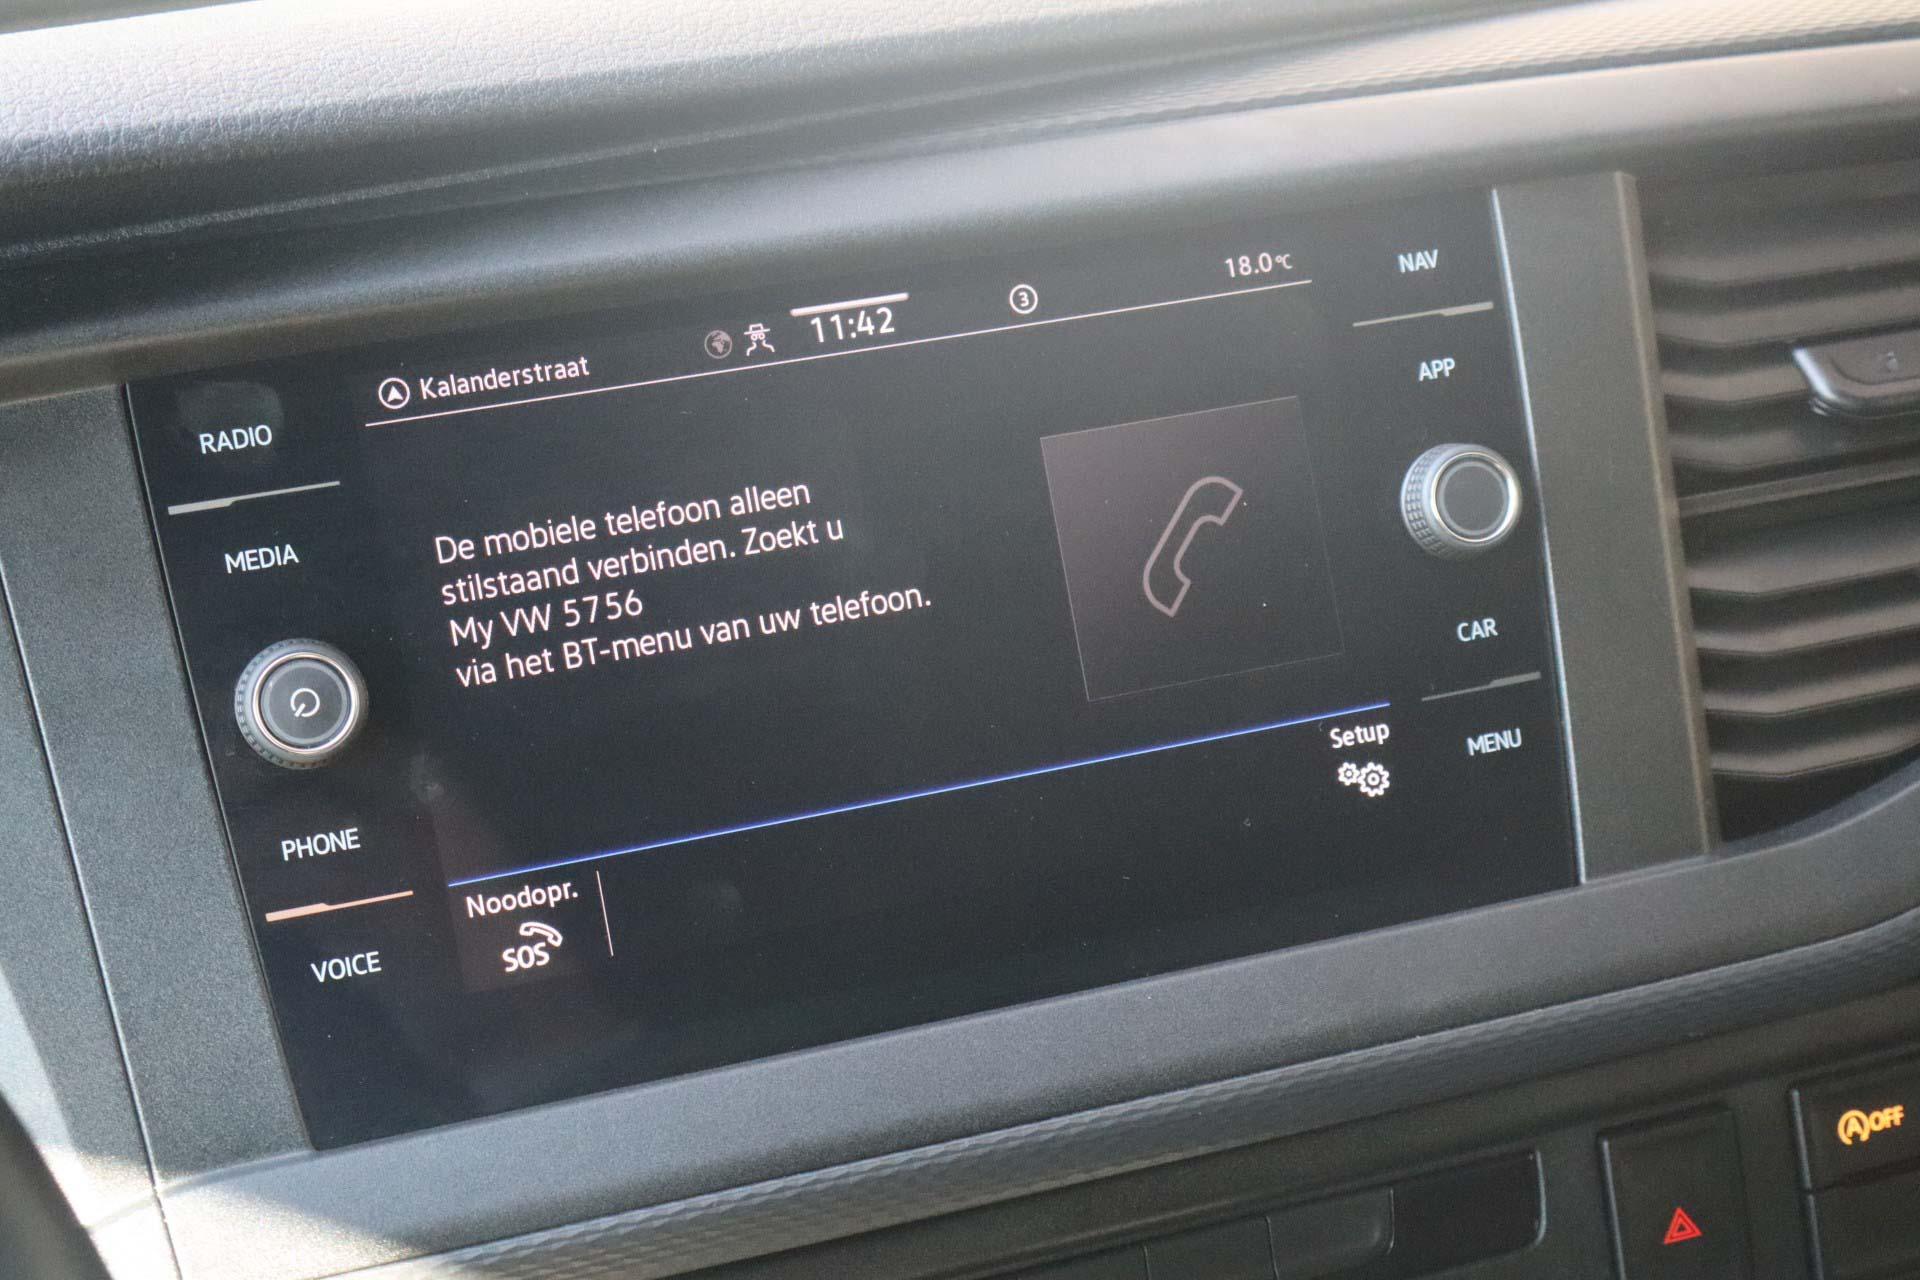 Kalanderstraat
11:42
3
18.0°C
RADIO
MEDIA
PHONE
VOICE
De mobiele telefoon alleen
stilstaand verbinden. Zoekt u
My VW 5756
via het BT-menu van uw telefoon.
Noodopr.
SOS
Setup
NAV
APP
CAR
MENU
A OFF